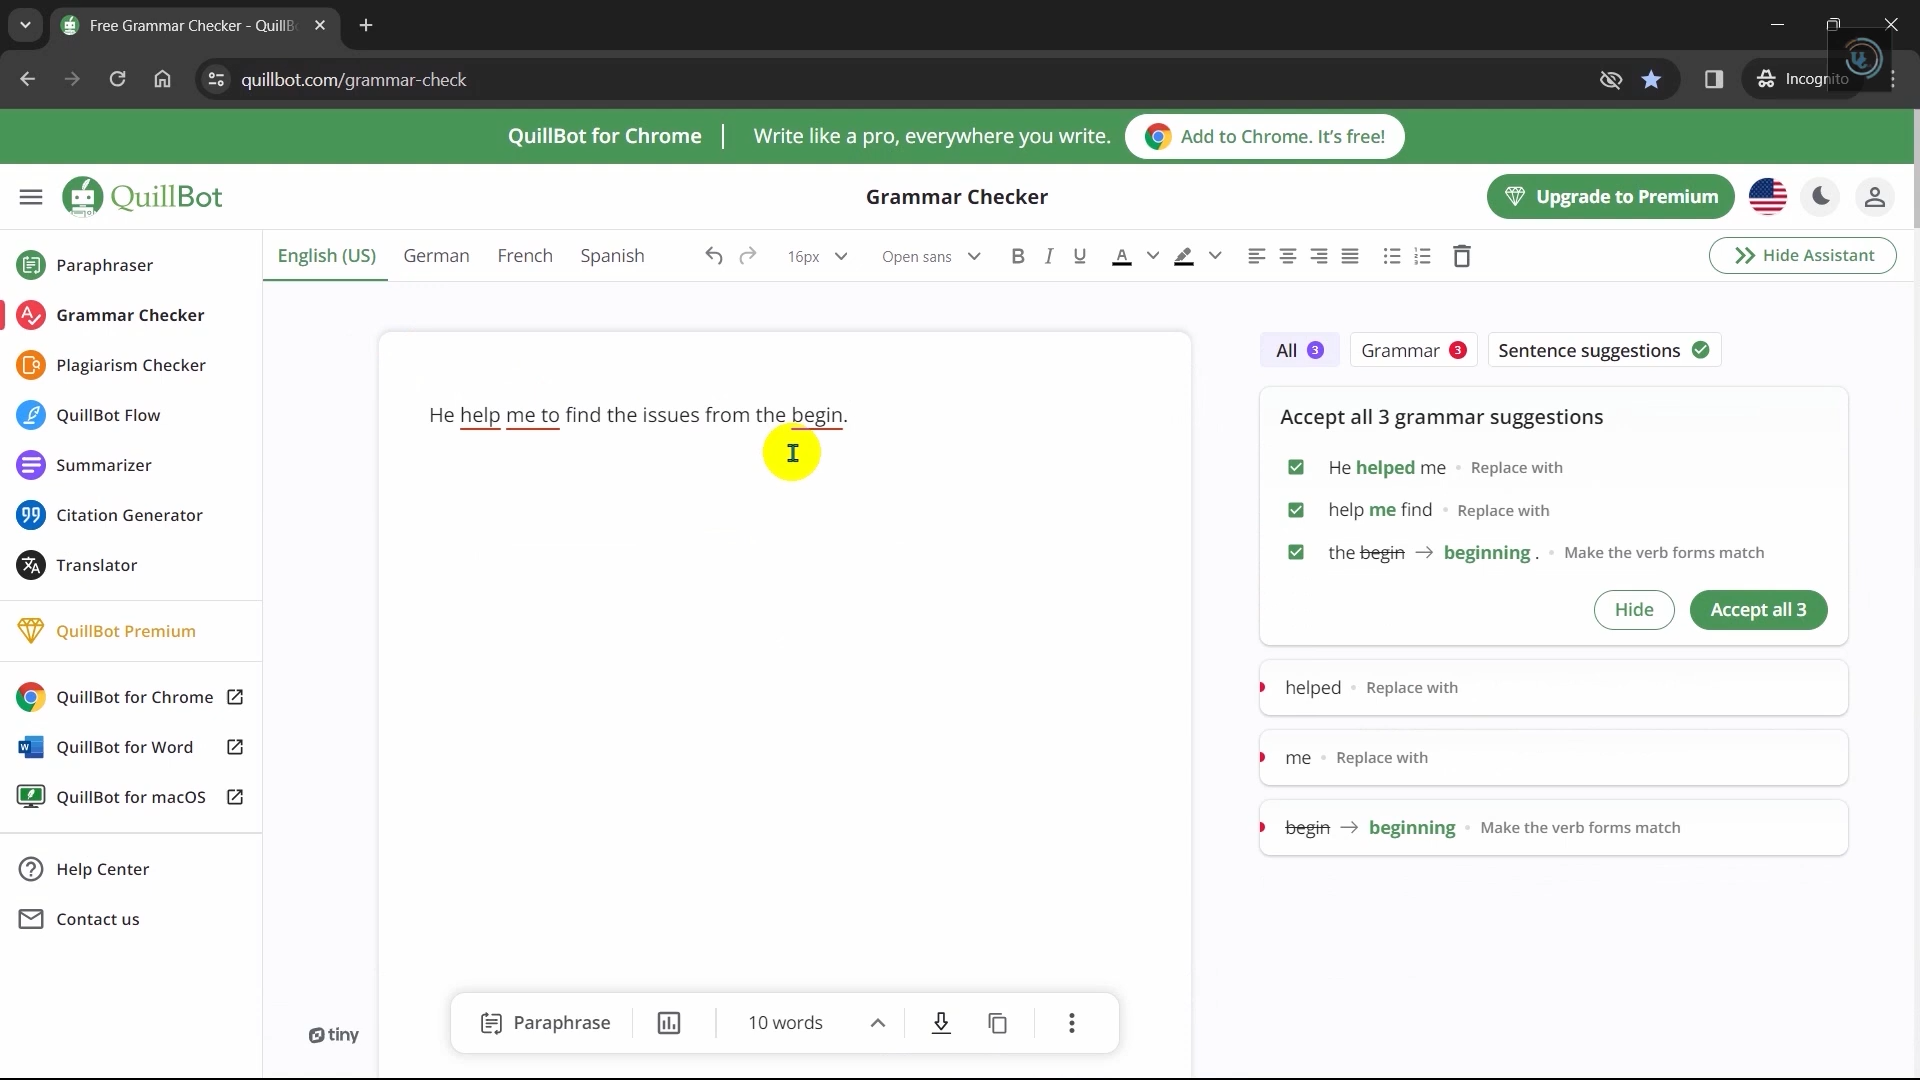 Free Grammar Checker - QuillB
quillbot.com/grammar-check
Incognito
QuillBot for Chrome
Write like a pro, everywhere you write.
Add to Chrome. It's free!
QuillBot
Grammar Checker
Upgrade to Premium
English (US)
German
French
Spanish
16px
Open sans
B
I
U
A
Hide Assistant
Paraphraser
Grammar Checker
Plagiarism Checker
QuillBot Flow
Summarizer
Citation Generator
Translator
QuillBot Premium
QuillBot for Chrome
QuillBot for Word
QuillBot for macOS
Help Center
Contact us
He help me to find the issues from the begin.
All 3
Grammar 3
Sentence suggestions
Accept all 3 grammar suggestions
He helped me • Replace with
help me find • Replace with
the begin → beginning . • Make the verb forms match
Hide
Accept all 3
helped • Replace with
me • Replace with
begin → beginning • Make the verb forms match
tiny
Paraphrase
10 words